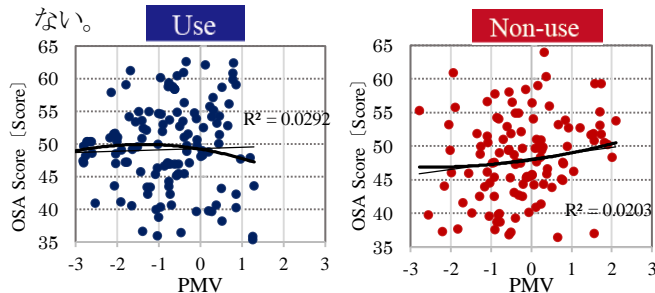 ない。
Use
Non-use
65
60
55
50
45
40
35
OSA Score［Score］
R² = 0.0292
-3 -2 -1 0 1 2 3
PMV
65
60
55
50
45
40
35
OSA Score［Score］
R² = 0.0203
-3 -2 -1 0 1 2 3
PMV